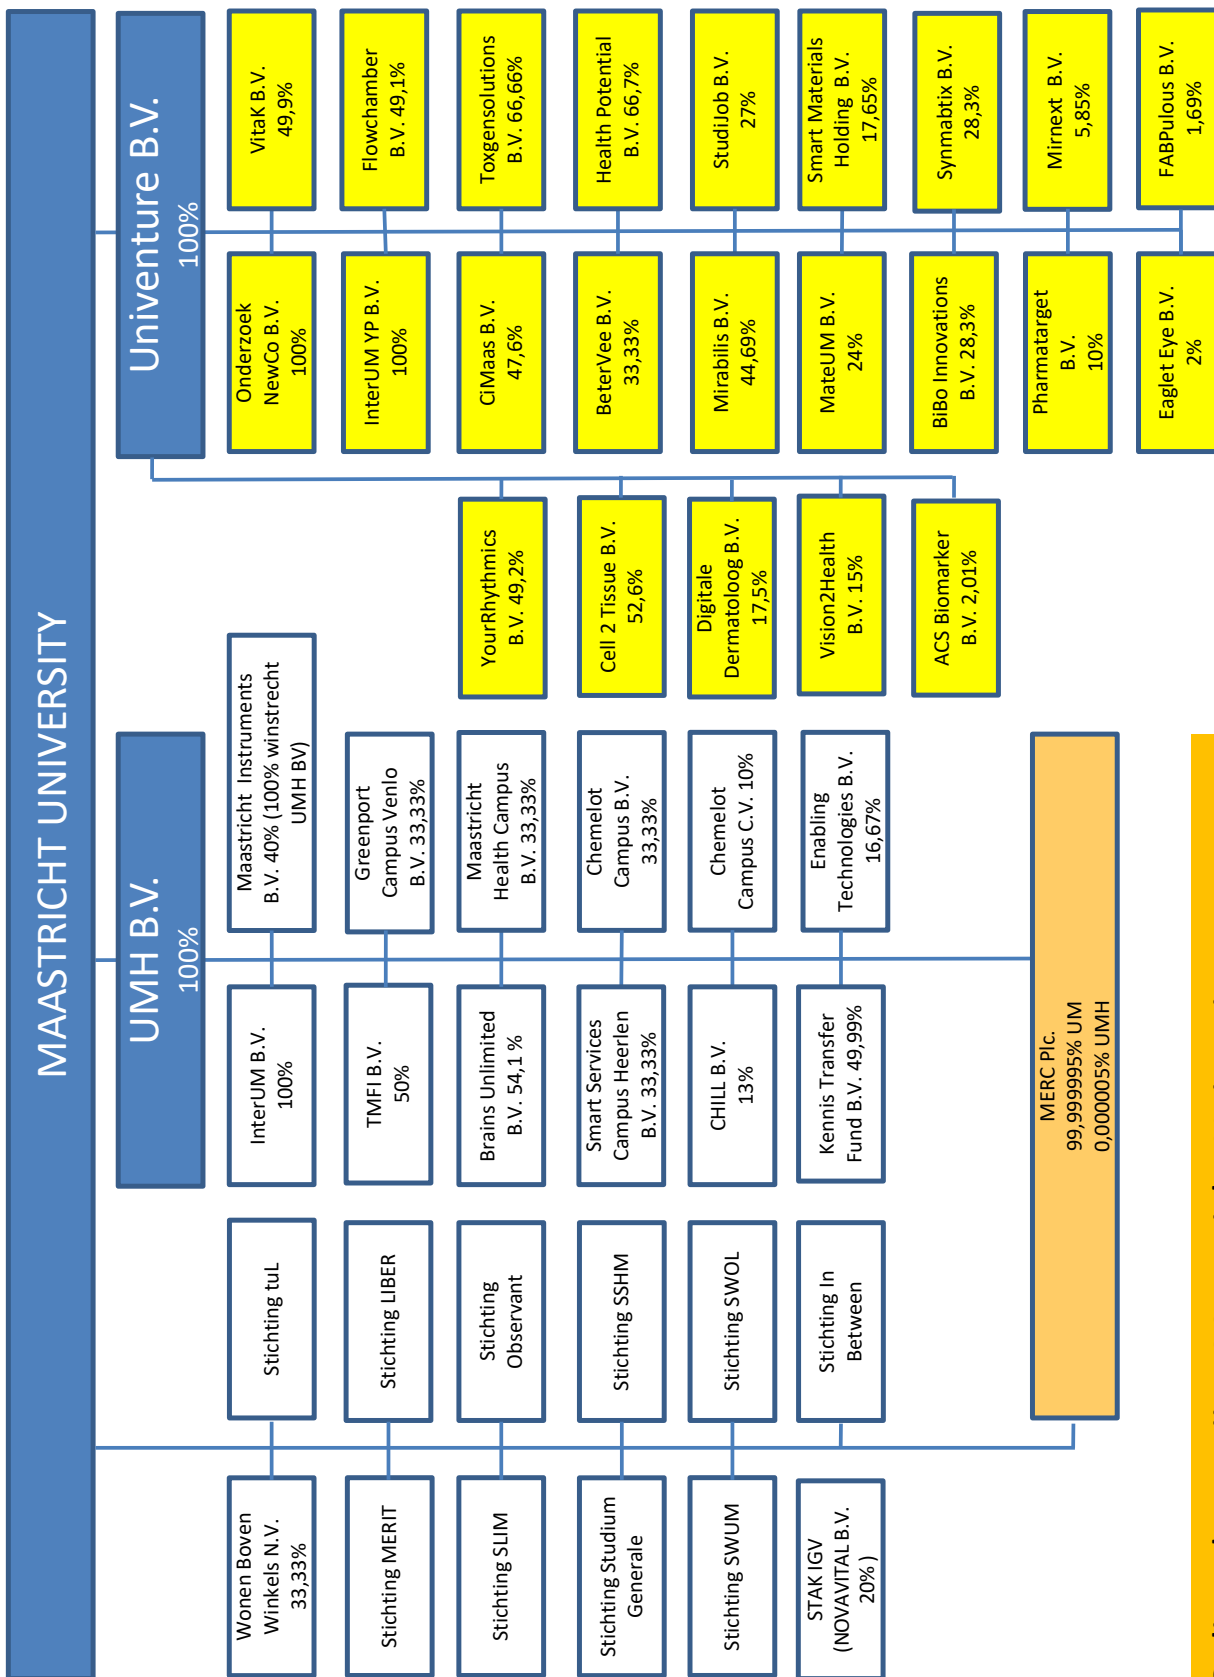 MAASTRICHT UNIVERSITY
UMH B.V.
100%
Univenture B.V.
100%
Wonen Boven
Winkels N.V.
33,33%
Stichting tuL
Stichting MERIT
Stichting LIBER
Stichting SLIM
Stichting
Observant
Stichting Studium
Generale
Stichting SSHM
Stichting SWUM
Stichting SWOL
STAK IGV
(NOVAVITAL B.V.
20%)
Stichting In
Between
InterUM B.V.
100%
Maastricht Instruments
B.V. 40% (100% winstrecht
UMH BV)
TMFI B.V.
50%
Greenport
Campus Venlo
B.V. 33,33%
Brains Unlimited
B.V. 54,1 %
Maastricht
Health Campus
B.V. 33,33%
Smart Services
Campus Heerlen
B.V. 33,33%
Chemelot
Campus B.V.
33,33%
CHILL B.V.
13%
Chemelot
Campus C.V. 10%
Kennis Transfer
Fund B.V. 49,99%
Enabling
Technologies B.V.
16,67%
MERC Plc.
99,999995% UM
0,000005% UMH
YourRhythmics
B.V. 49,2%
Cell 2 Tissue B.V.
52,6%
Digitale
Dermatoloog B.V.
17,5%
Vision2Health
B.V. 15%
ACS Biomarker
B.V. 2,01%
Onderzoek
NewCo B.V.
100%
VitaK B.V.
49,9%
InterUM YP B.V.
100%
Flowchamber
B.V. 49,1%
CiMaas B.V.
47,6%
Toxgensolutions
B.V. 66,66%
BeterVee B.V.
33,33%
Health Potential
B.V. 66,7%
Mirabilis B.V.
44,69%
StudiJob B.V.
27%
MateUM B.V.
24%
Smart Materials
Holding B.V.
17,65%
BiBo Innovations
B.V. 28,3%
Synmabtix B.V.
28,3%
Pharmatarget
B.V.
10%
Mirnext B.V.
5,85%
Eaglet Eye B.V.
2%
FABPulous B.V.
1,69%